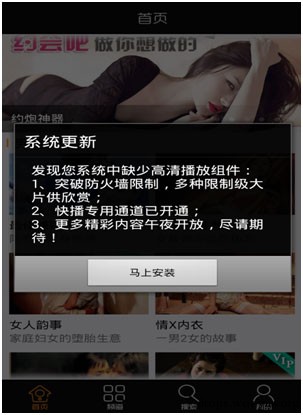 首页
约会吧 做你想做的
约炮神器
系统更新
发现您系统中缺少高清播放组件：
1、突破防火墙限制，多种限制级大
片供欣赏；
2、快播专用通道已开通；
3、更多精彩内容午夜开放，尽请期
待！
马上安装
女人韵事
家庭妇女的堕胎生意
情X内衣
一男2女的故事
VIP
首页
频道
搜索